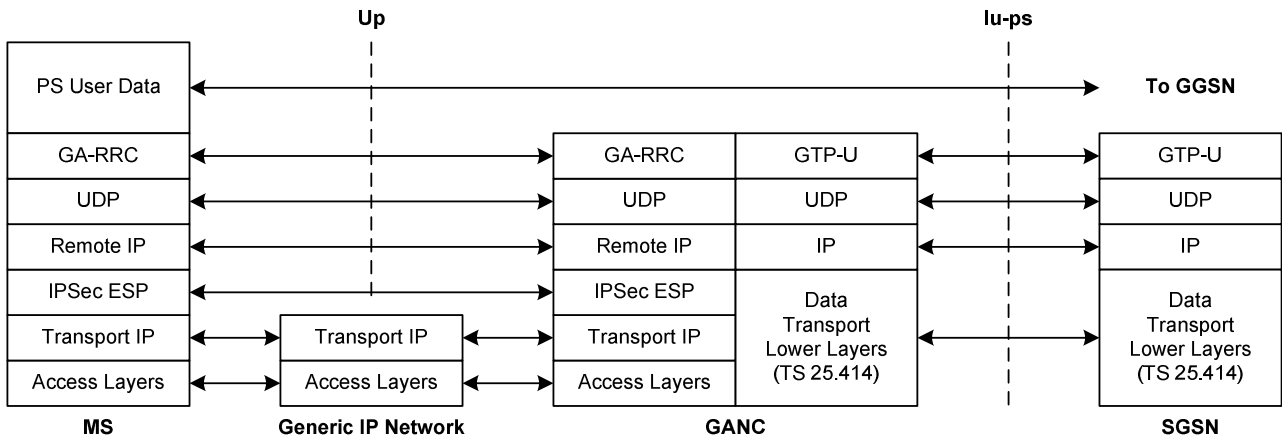 Up
Iu-ps
PS User Data
To GGSN
GA-RRC
GA-RRC
GTP-U
GTP-U
UDP
UDP
UDP
UDP
Remote IP
Remote IP
IP
IP
IPSec ESP
IPSec ESP
Data
Transport
Lower Layers
(TS 25.414)
Data
Transport
Lower Layers
(TS 25.414)
Transport IP
Transport IP
Transport IP
Access Layers
Access Layers
Access Layers
MS
Generic IP Network
GANC
SGSN